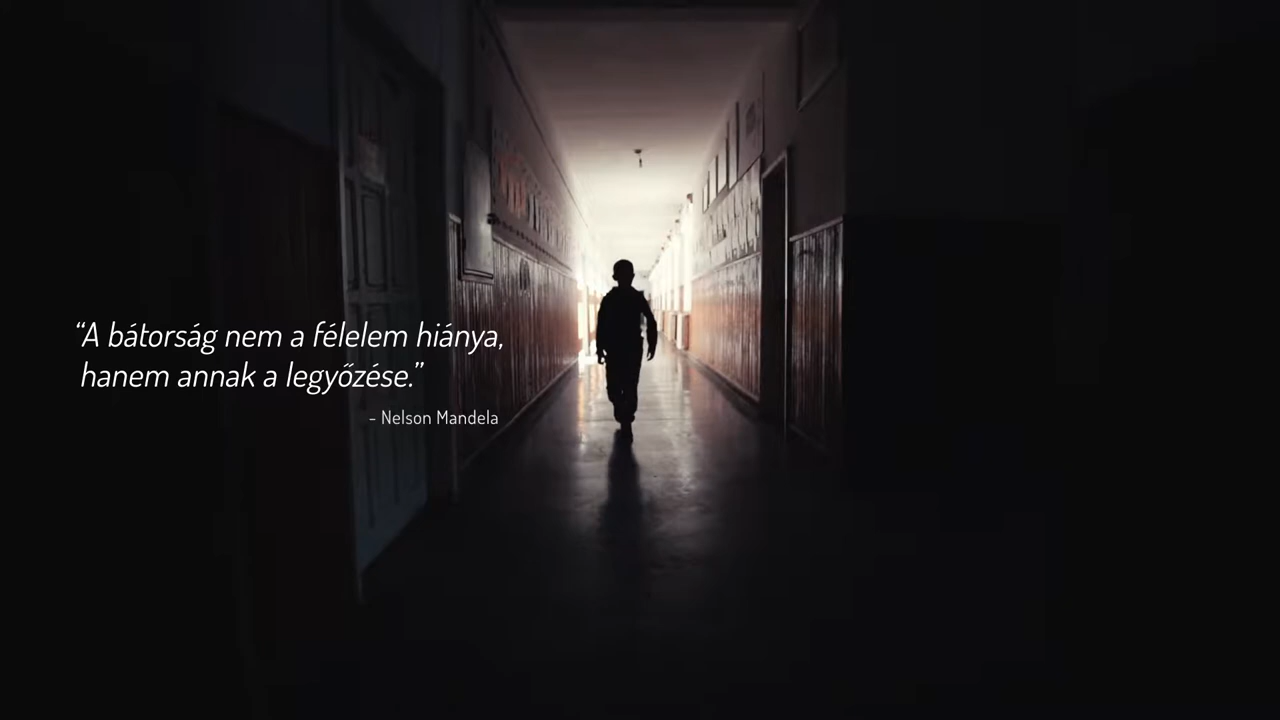 “A bátorság nem a félelem hiánya,
hanem annak a legyőzése.”
- Nelson Mandela